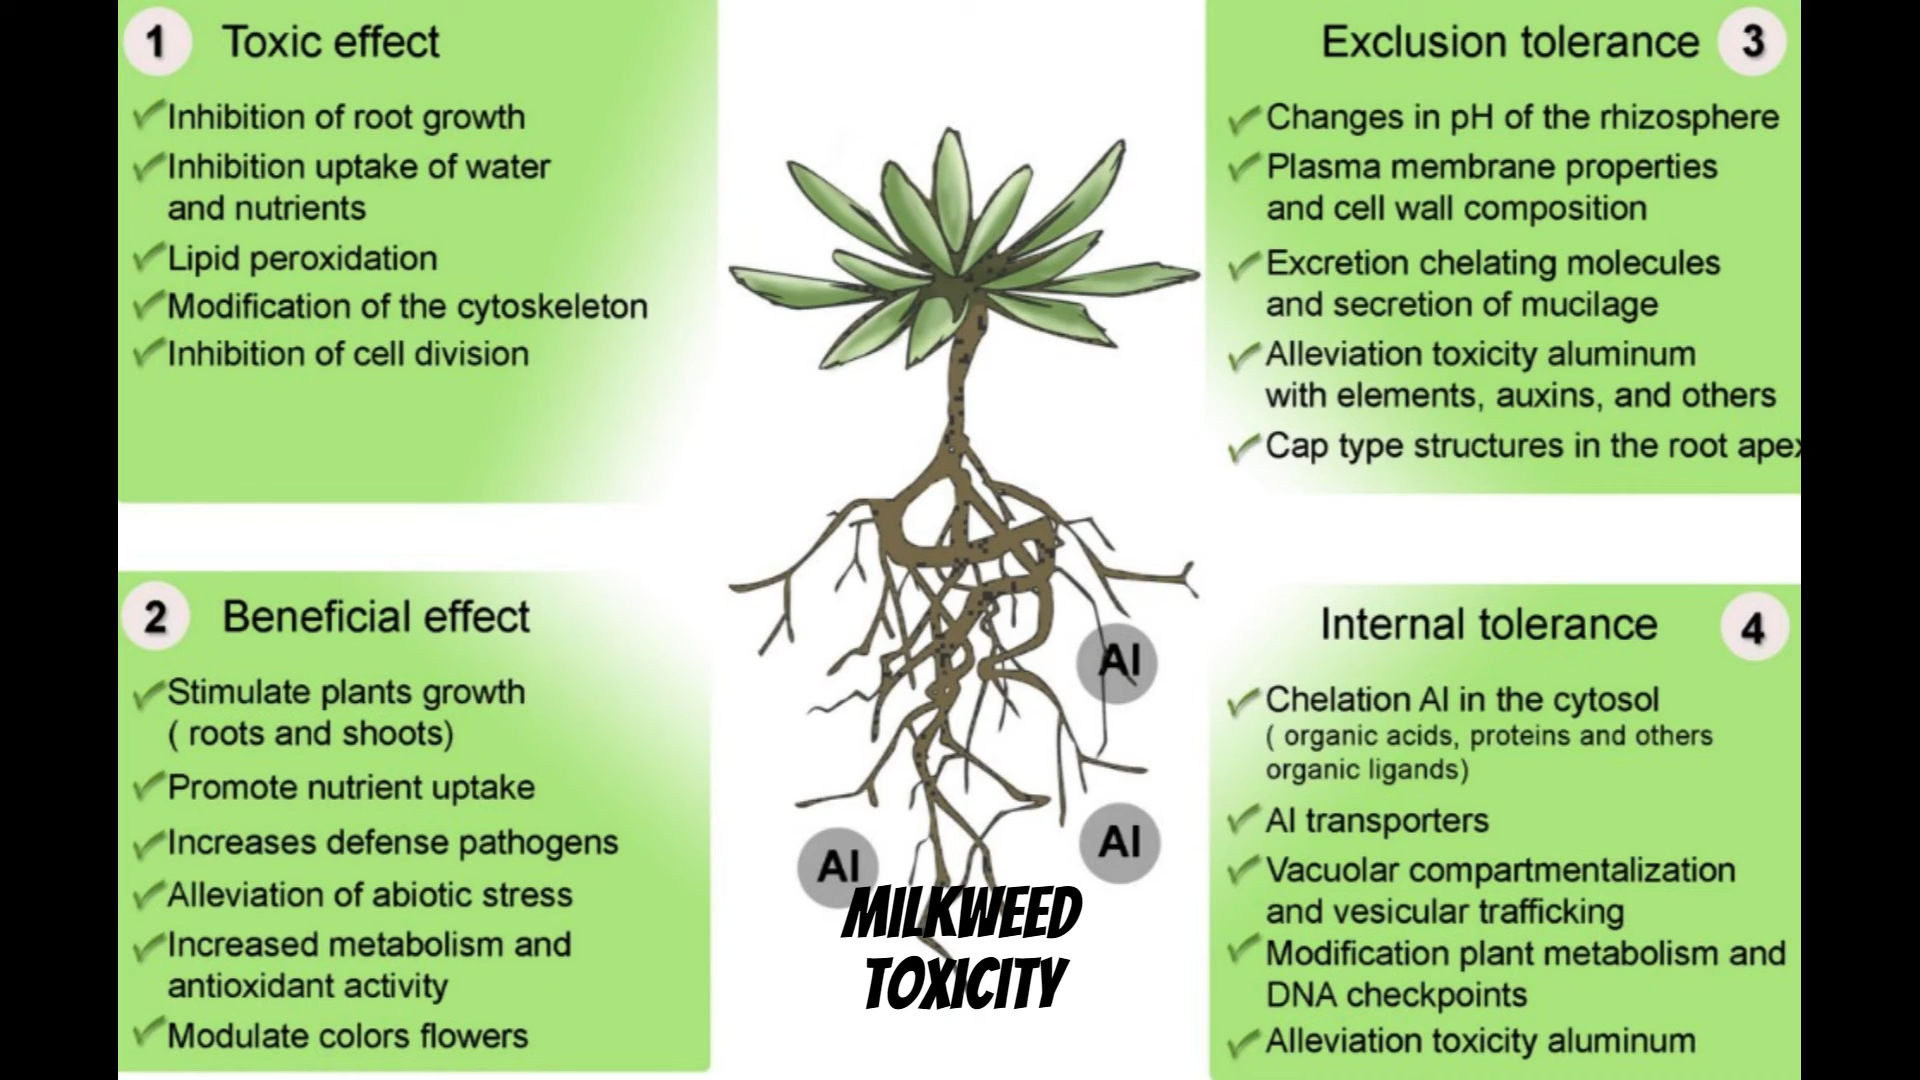 1 Toxic effect
Inhibition of root growth
Inhibition uptake of water
and nutrients
Lipid peroxidation
Modification of the cytoskeleton
Inhibition of cell division
2 Beneficial effect
Stimulate plants growth
( roots and shoots)
Promote nutrient uptake
Increases defense pathogens
Alleviation of abiotic stress
Increased metabolism and
antioxidant activity
Modulate colors flowers
Al
Al
Al
MILKWEED
TOXICITY
Exclusion tolerance 3
Changes in pH of the rhizosphere
Plasma membrane properties
and cell wall composition
Excretion chelating molecules
and secretion of mucilage
Alleviation toxicity aluminum
with elements, auxins, and others
Cap type structures in the root apex
Internal tolerance 4
Chelation Al in the cytosol
( organic acids, proteins and others
organic ligands)
Al transporters
Vacuolar compartmentalization
and vesicular trafficking
Modification plant metabolism and
DNA checkpoints
Alleviation toxicity aluminum